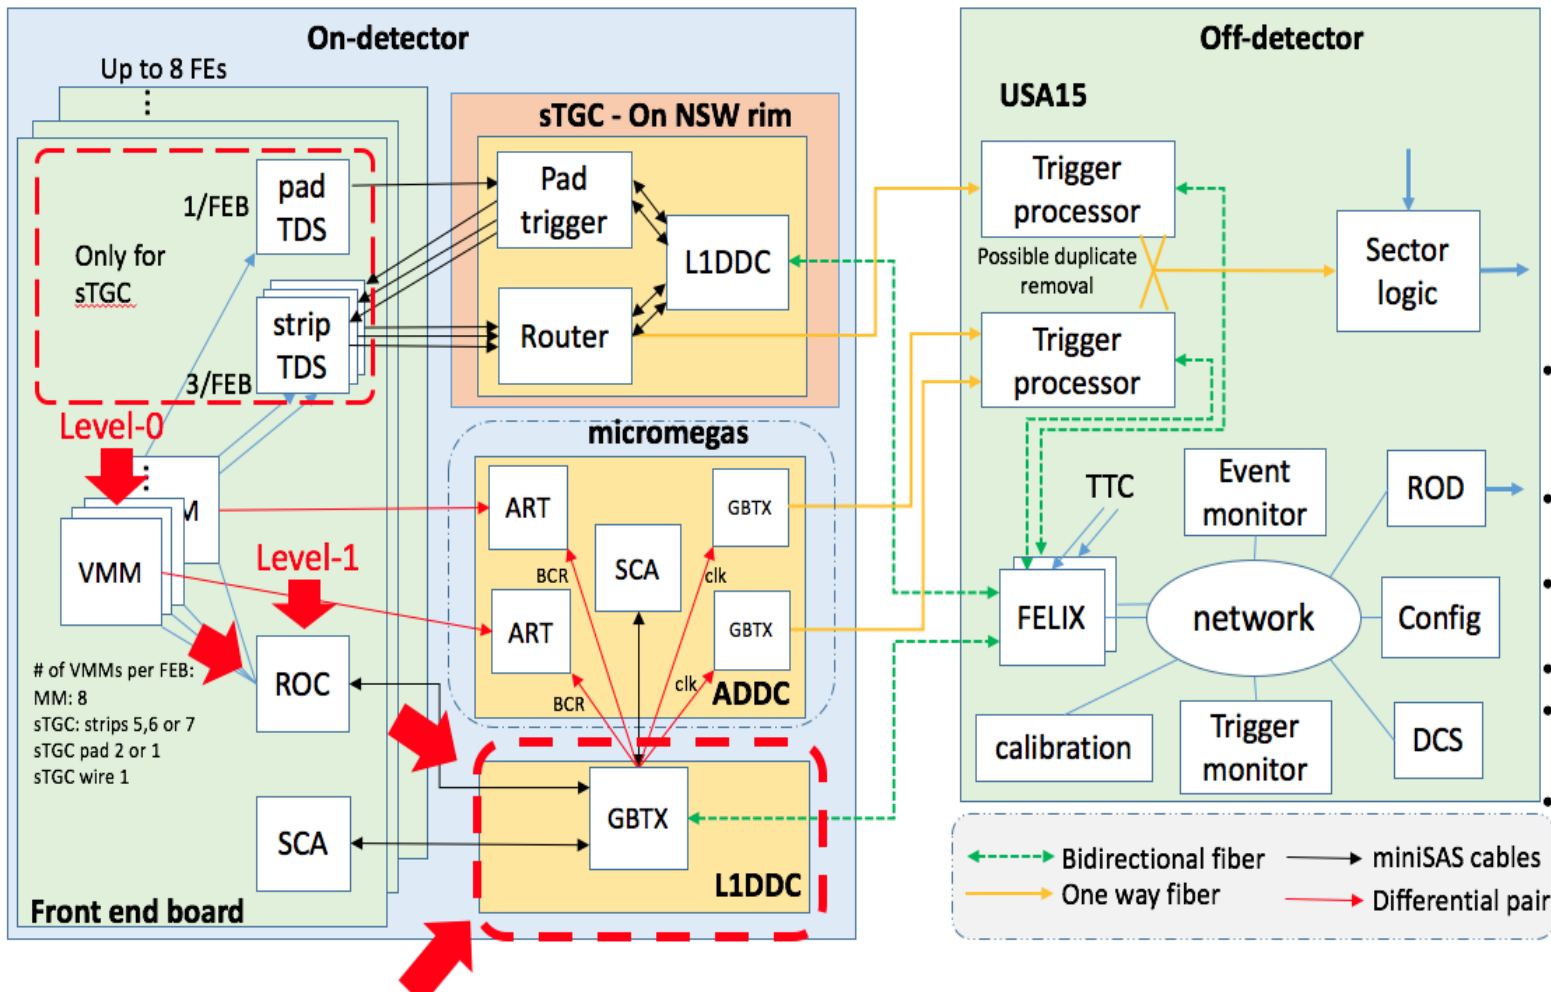 On-detector
Up to 8 FEs
⋮
pad
TDS
1/FEB
Only for
sTGC
strip
TDS
3/FEB
Level-0
⋮
M
VMM
Level-1
ROC
# of VMMs per FEB:
MM: 8
sTGC: strips 5,6 or 7
sTGC pad 2 or 1
sTGC wire 1
SCA
Front end board
sTGC - On NSW rim
Pad
trigger
L1DDC
Router
micromegas
ART
GBTX
SCA
BCR
clk
ART
GBTX
BCR
clk
ADDC
GBTX
L1DDC
Off-detector
USA15
Trigger
processor
Possible duplicate
removal
Sector
logic
Trigger
processor
TTC
Event
monitor
ROD
FELIX
network
Config
calibration
Trigger
monitor
DCS
Bidirectional fiber
miniSAS cables
One way fiber
Differential pair